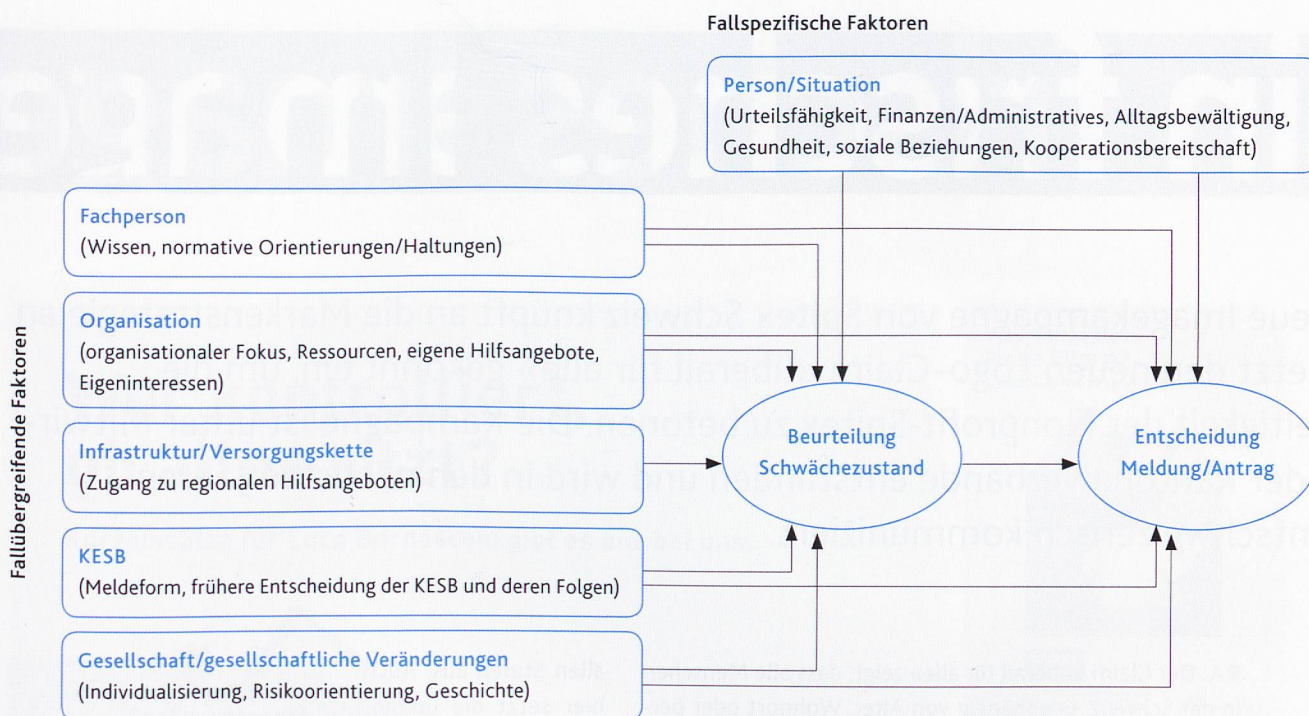 Fallspezifische Faktoren
Person/Situation
(Urteilsfähigkeit, Finanzen/Administratives, Alltagsbewältigung,
Gesundheit, soziale Beziehungen, Kooperationsbereitschaft)
Fallübergreifende Faktoren
Fachperson
(Wissen, normative Orientierungen/Haltungen)
Organisation
(organisationaler Fokus, Ressourcen, eigene Hilfsangebote,
Eigeninteressen)
Infrastruktur/Versorgungskette
(Zugang zu regionalen Hilfsangeboten)
KESB
(Meldeform, frühere Entscheidung der KESB und deren Folgen)
Gesellschaft/gesellschaftliche Veränderungen
(Individualisierung, Risikoorientierung, Geschichte)
Beurteilung
Schwächezustand
Entscheidung
Meldung/Antrag